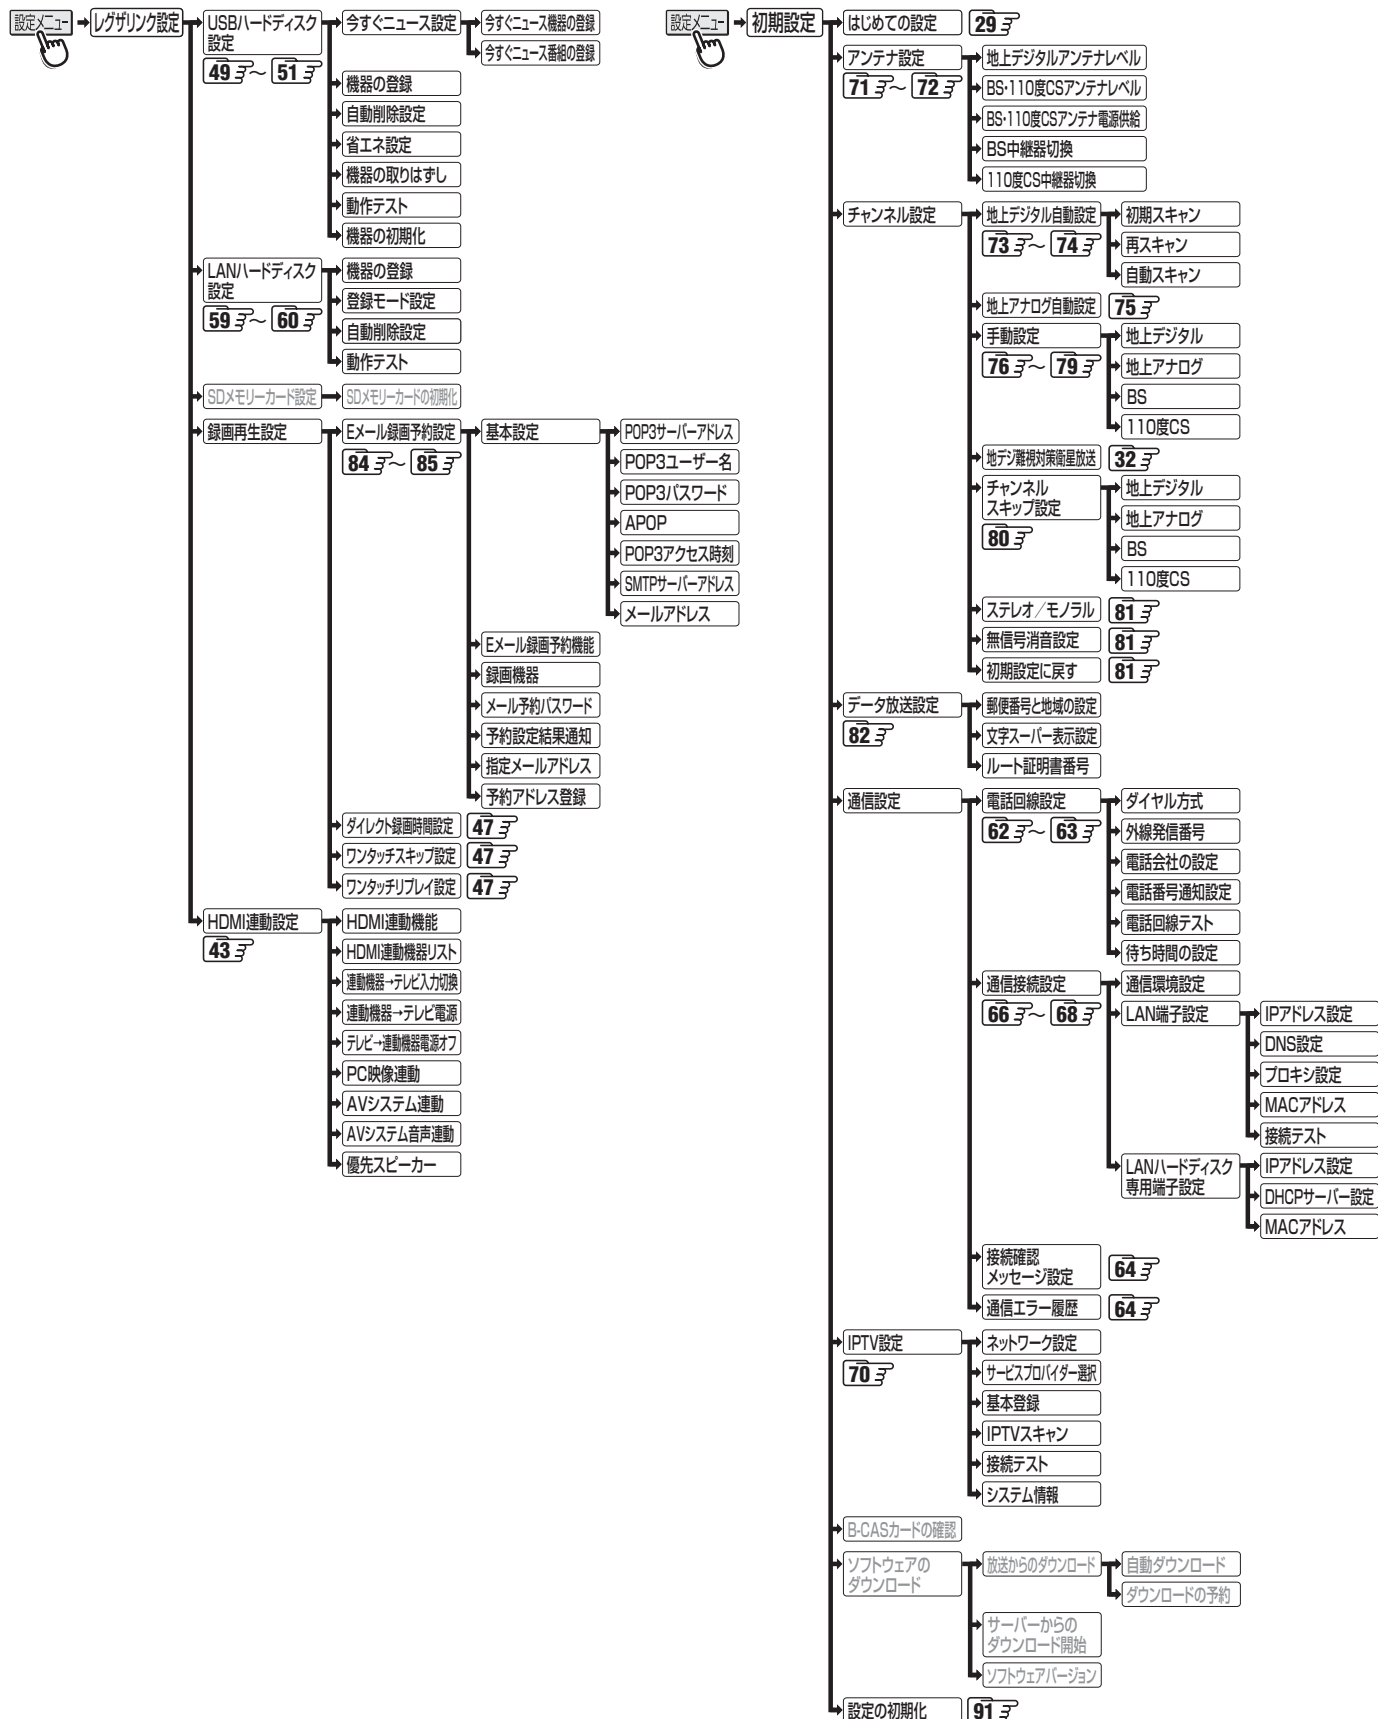 設定メニュー
レグザリンク設定
USBハードディスク
設定
49 ～ 51
今すぐニュース設定
今すぐニュース機器の登録
今すぐニュース番組の登録
機器の登録
自動削除設定
省エネ設定
機器の取りはずし
動作テスト
機器の初期化
LANハードディスク
設定
59 ～ 60
機器の登録
登録モード設定
自動削除設定
動作テスト
SDメモリーカード設定
SDメモリーカードの初期化
録画再生設定
Eメール録画予約設定
84 ～ 85
基本設定
POP3サーバーアドレス
POP3ユーザー名
POP3パスワード
APOP
POP3アクセス時刻
SMTPサーバーアドレス
メールアドレス
Eメール録画予約機能
録画機器
メール予約パスワード
予約設定結果通知
指定メールアドレス
予約アドレス登録
ダイレクト録画時間設定 47
ワンタッチスキップ設定 47
ワンタッチリプレイ設定 47
HDMI連動設定
43
HDMI連動機能
HDMI連動機器リスト
連動機器→テレビ入力切換
連動機器→テレビ電源
テレビ→連動機器電源オフ
PC映像連動
AVシステム連動
AVシステム音声連動
優先スピーカー
設定メニュー
初期設定
はじめての設定 29
アンテナ設定
71 ～ 72
地上デジタルアンテナレベル
BS・110度CSアンテナレベル
BS・110度CSアンテナ電源供給
BS中継器切換
110度CS中継器切換
チャンネル設定
地上デジタル自動設定
73 ～ 74
初期スキャン
再スキャン
自動スキャン
地上アナログ自動設定 75
手動設定
76 ～ 79
地上デジタル
地上アナログ
BS
110度CS
地デジ難視対策衛星放送 32
チャンネル
スキップ設定
80
地上デジタル
地上アナログ
BS
110度CS
ステレオ／モノラル 81
無信号消音設定 81
初期設定に戻す 81
データ放送設定
82
郵便番号と地域の設定
文字スーパー表示設定
ルート証明書番号
通信設定
電話回線設定
62 ～ 63
ダイヤル方式
外線発信番号
電話会社の設定
電話番号通知設定
電話回線テスト
待ち時間の設定
通信接続設定
66 ～ 68
通信環境設定
LAN端子設定
IPアドレス設定
DNS設定
プロキシ設定
MACアドレス
接続テスト
LANハードディスク
専用端子設定
IPアドレス設定
DHCPサーバー設定
MACアドレス
接続確認
メッセージ設定 64
通信エラー履歴 64
IPTV設定
70
ネットワーク設定
サービスプロバイダー選択
基本登録
IPTVスキャン
接続テスト
システム情報
B-CASカードの確認
ソフトウェアの
ダウンロード
放送からのダウンロード
自動ダウンロード
ダウンロードの予約
サーバーからの
ダウンロード開始
ソフトウェアバージョン
設定の初期化 91